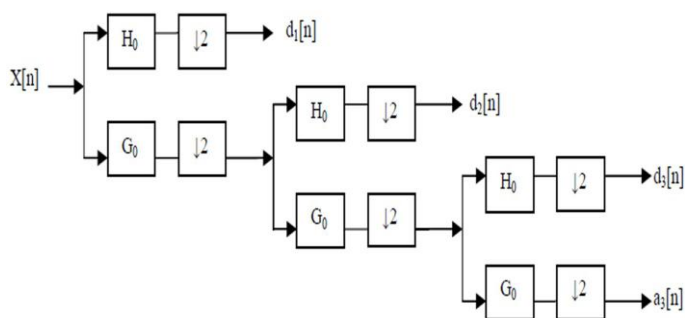 H₀ ↓2 d₁[n]
X[n]
G₀ ↓2 H₀ ↓2 d₂[n]
G₀ ↓2 H₀ ↓2 d₃[n]
G₀ ↓2 a₃[n]